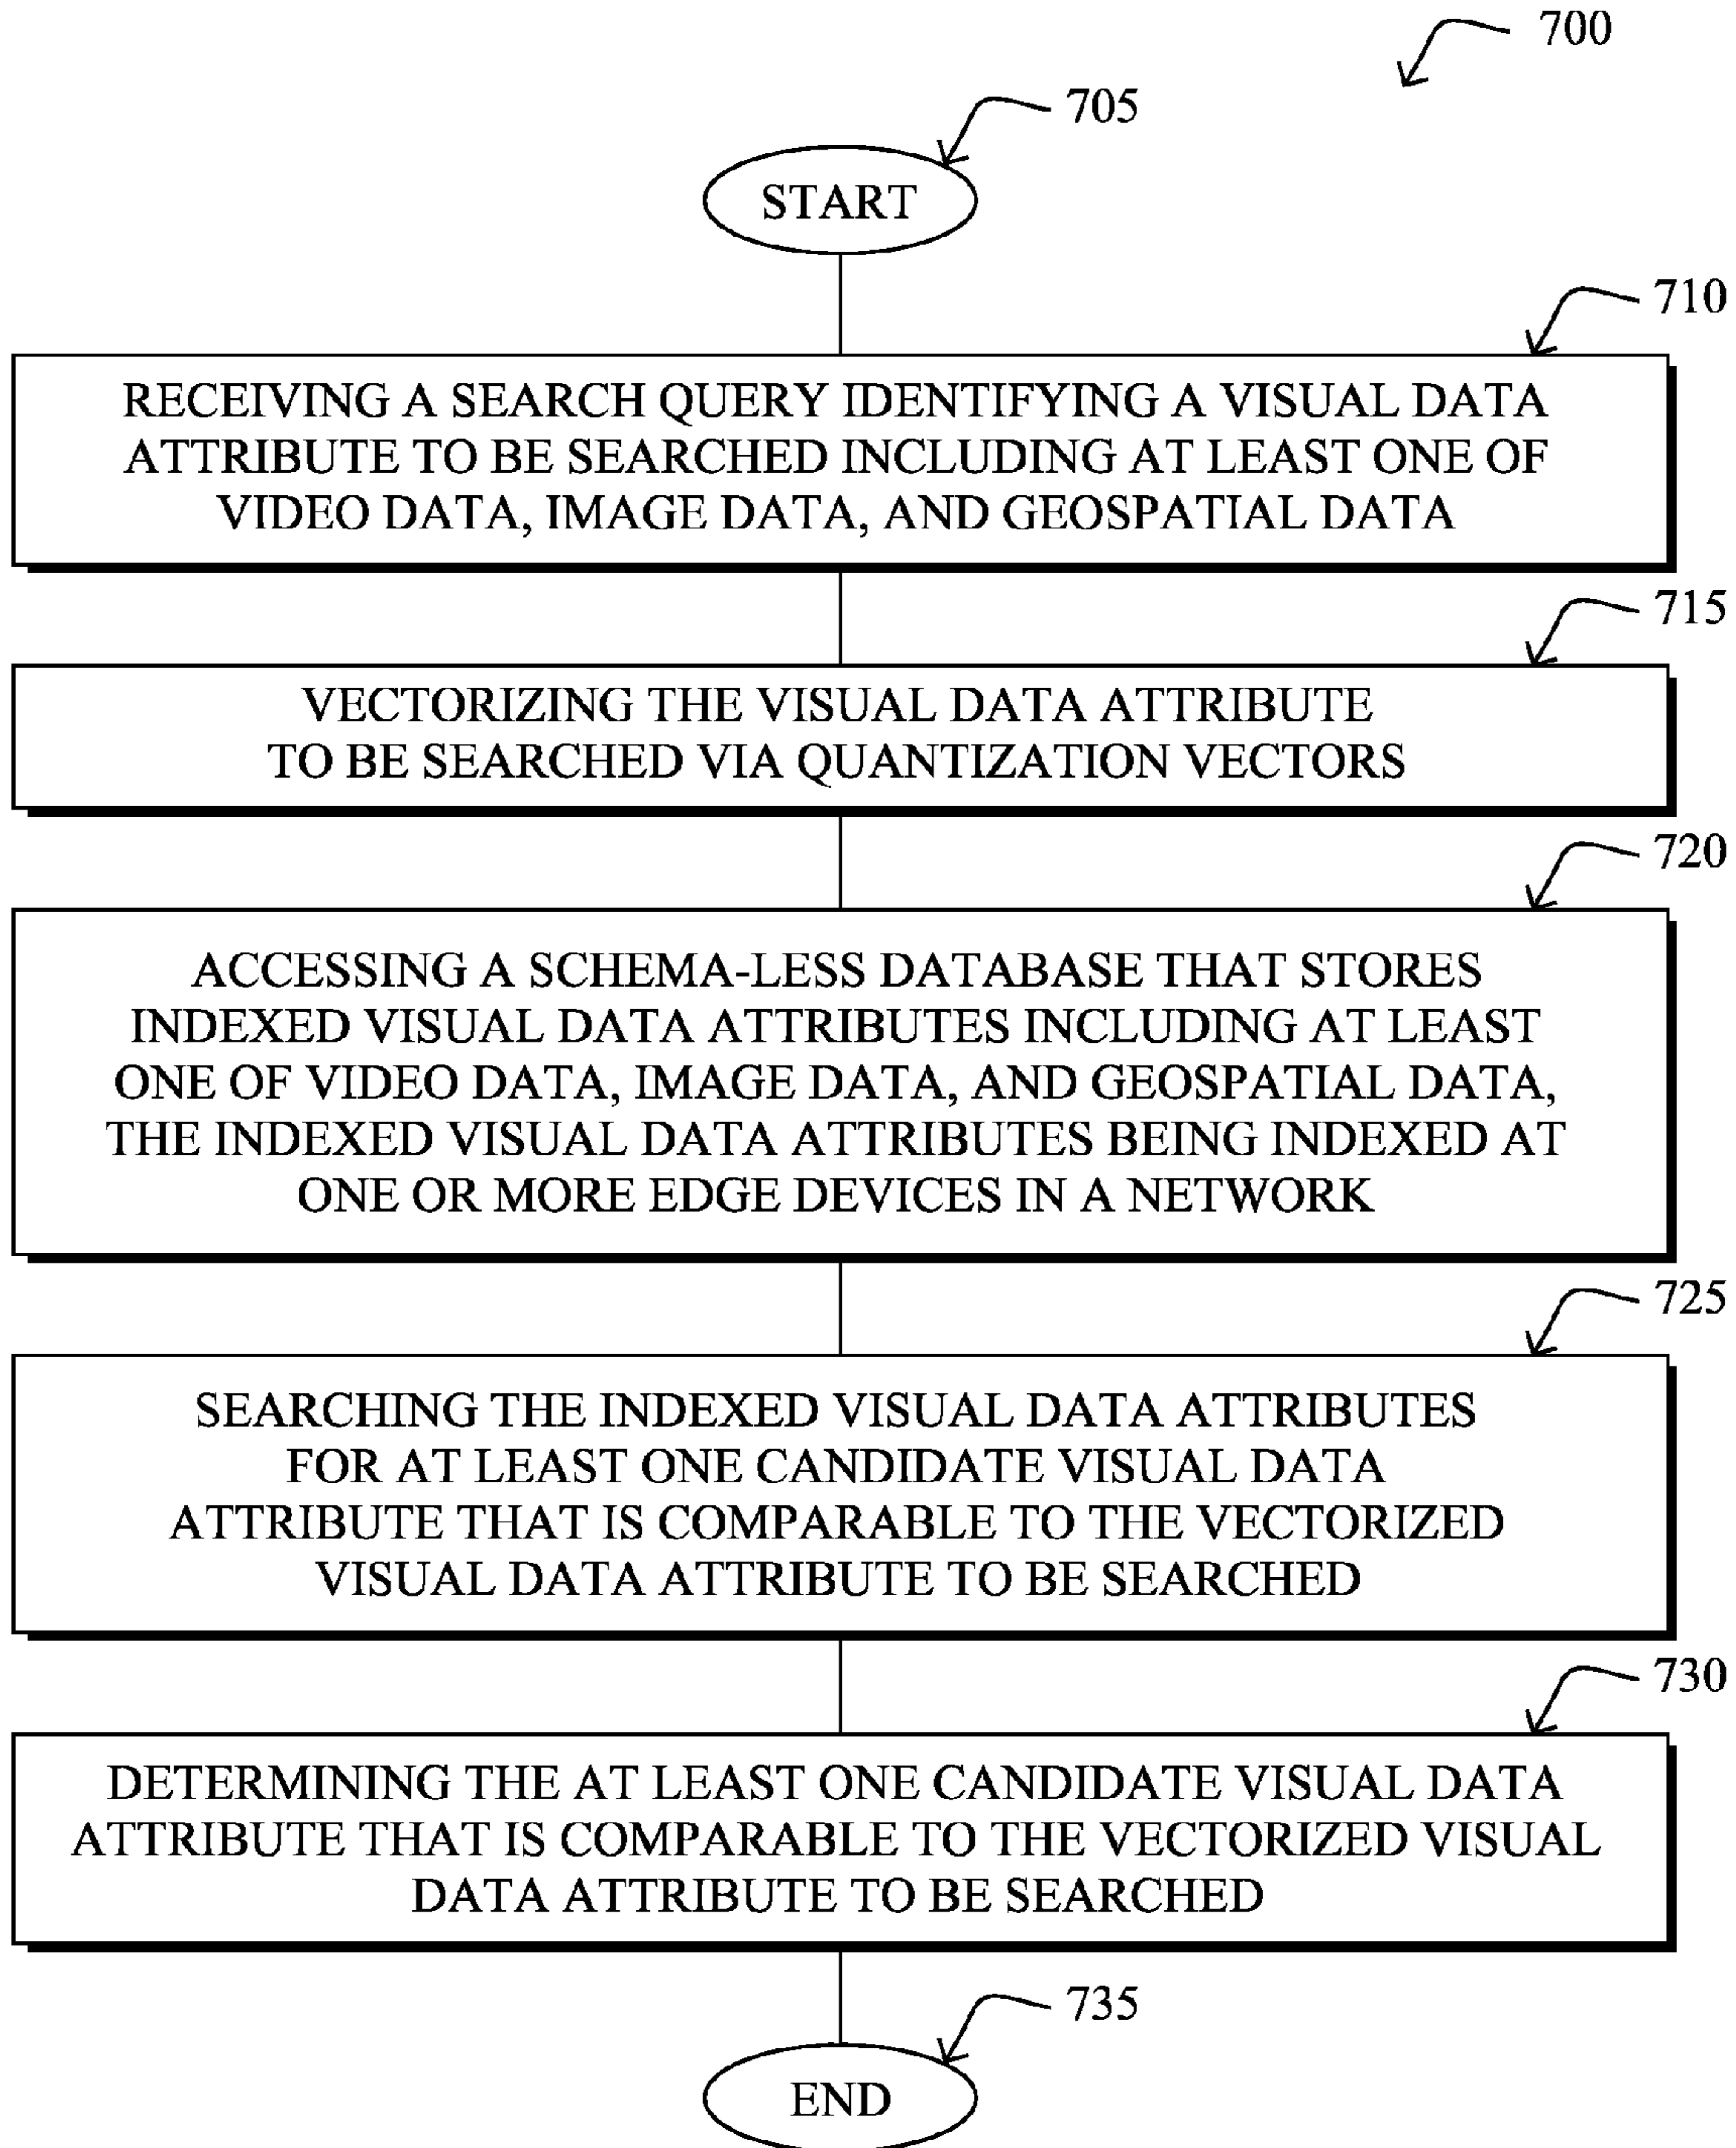 700
705
START
710
RECEIVING A SEARCH QUERY IDENTIFYING A VISUAL DATA
ATTRIBUTE TO BE SEARCHED INCLUDING AT LEAST ONE OF
VIDEO DATA, IMAGE DATA, AND GEOSPATIAL DATA
715
VECTORIZING THE VISUAL DATA ATTRIBUTE
TO BE SEARCHED VIA QUANTIZATION VECTORS
720
ACCESSING A SCHEMA-LESS DATABASE THAT STORES
INDEXED VISUAL DATA ATTRIBUTES INCLUDING AT LEAST
ONE OF VIDEO DATA, IMAGE DATA, AND GEOSPATIAL DATA,
THE INDEXED VISUAL DATA ATTRIBUTES BEING INDEXED AT
ONE OR MORE EDGE DEVICES IN A NETWORK
725
SEARCHING THE INDEXED VISUAL DATA ATTRIBUTES
FOR AT LEAST ONE CANDIDATE VISUAL DATA
ATTRIBUTE THAT IS COMPARABLE TO THE VECTORIZED
VISUAL DATA ATTRIBUTE TO BE SEARCHED
730
DETERMINING THE AT LEAST ONE CANDIDATE VISUAL DATA
ATTRIBUTE THAT IS COMPARABLE TO THE VECTORIZED VISUAL
DATA ATTRIBUTE TO BE SEARCHED
735
END